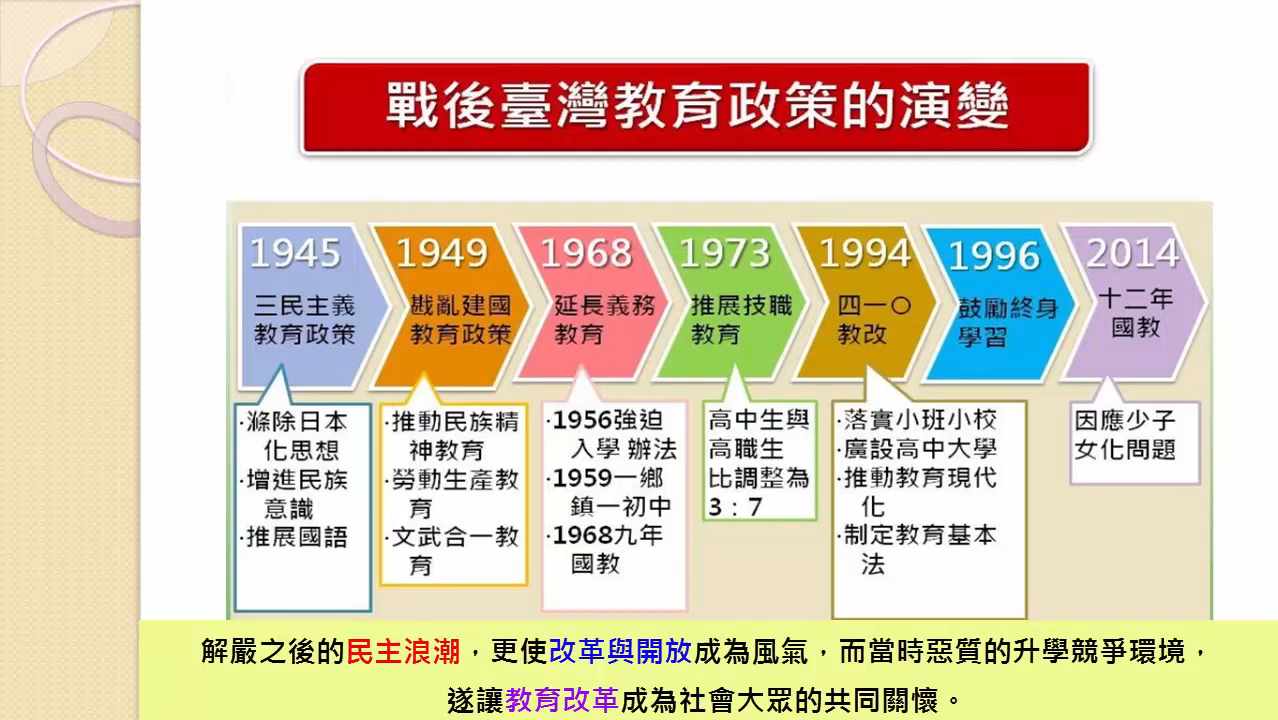 戰後臺灣教育政策的演變
1945
三民主義
教育政策
·滌除日本
化思想
·增進民族
意識
·推展國語
1949
戡亂建國
教育政策
·推動民族精
神教育
·勞動生產教
育
·文武合一教
育
1968
延長義務
教育
·1956強迫
入學 辦法
·1959一鄉
鎮一初中
·1968九年
國教
1973
推展技職
教育
高中生與
高職生
比調整為
3：7
1994
四一〇
教改
·落實小班小校
·廣設高中大學
·推動教育現代
化
·制定教育基本
法
1996
鼓勵終身
學習
2014
十二年
國教
因應少子
女化問題
解嚴之後的民主浪潮，更使改革與開放成為風氣，而當時惡質的升學競爭環境，
遂讓教育改革成為社會大眾的共同關懷。